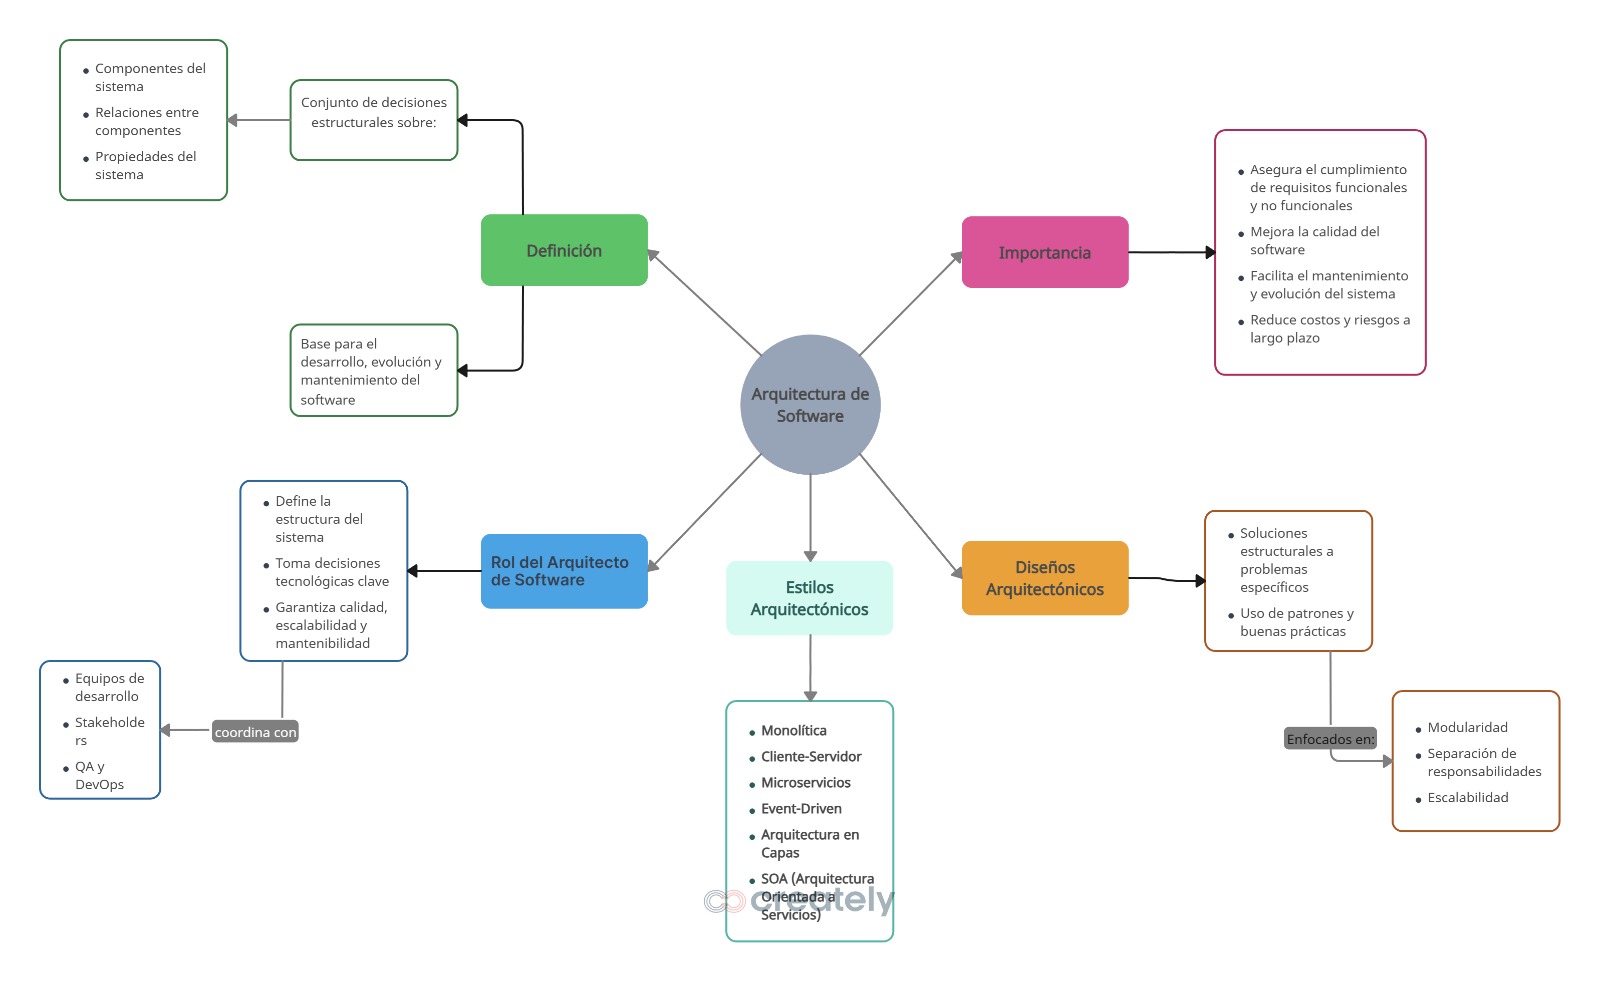 Componentes del
sistema
Relaciones entre
componentes
Propiedades del
sistema
Conjunto de decisiones
estructurales sobre:
Definición
Base para el
desarrollo, evolución y
mantenimiento del
software
Importancia
Asegura el cumplimiento
de requisitos funcionales
y no funcionales
Mejora la calidad del
software
Facilita el mantenimiento
y evolución del sistema
Reduce costos y riesgos a
largo plazo
Arquitectura de
Software
Define la
estructura del
sistema
Toma decisiones
tecnológicas clave
Garantiza calidad,
escalabilidad y
mantenibilidad
Rol del Arquitecto
de Software
coordina con
Equipos de
desarrollo
Stakeholde
rs
QA y
DevOps
Estilos
Arquitectónicos
Monolítica
Cliente-Servidor
Microservicios
Event-Driven
Arquitectura en
Capas
SOA (Arquitectura
Orientada a
Servicios)
creately
Diseños
Arquitectónicos
Soluciones
estructurales a
problemas
específicos
Uso de patrones y
buenas prácticas
Enfocados en:
Modularidad
Separación de
responsabilidades
Escalabilidad